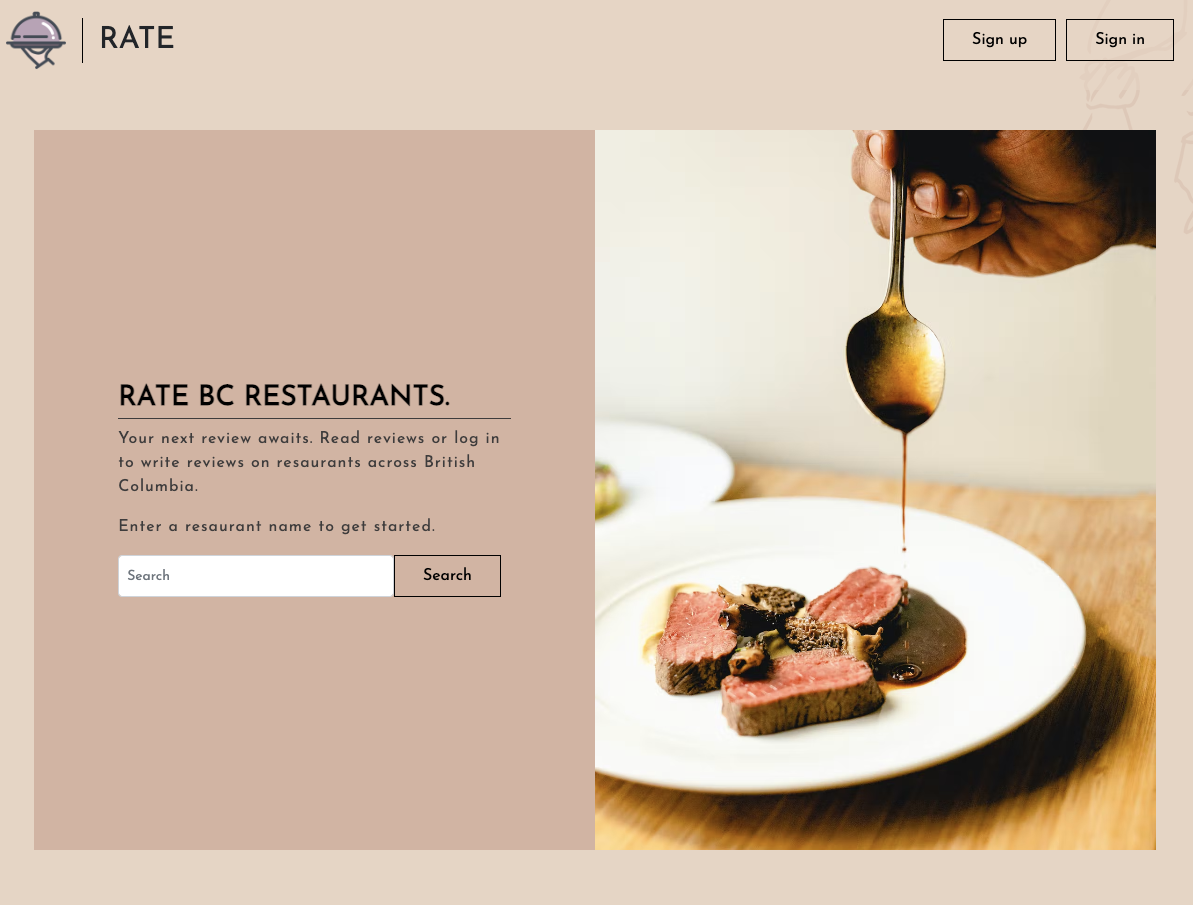 RATE
Sign up
Sign in
RATE BC RESTAURANTS.
Your next review awaits. Read reviews or log in
to write reviews on resaurants across British
Columbia.
Enter a resaurant name to get started.
Search
Search